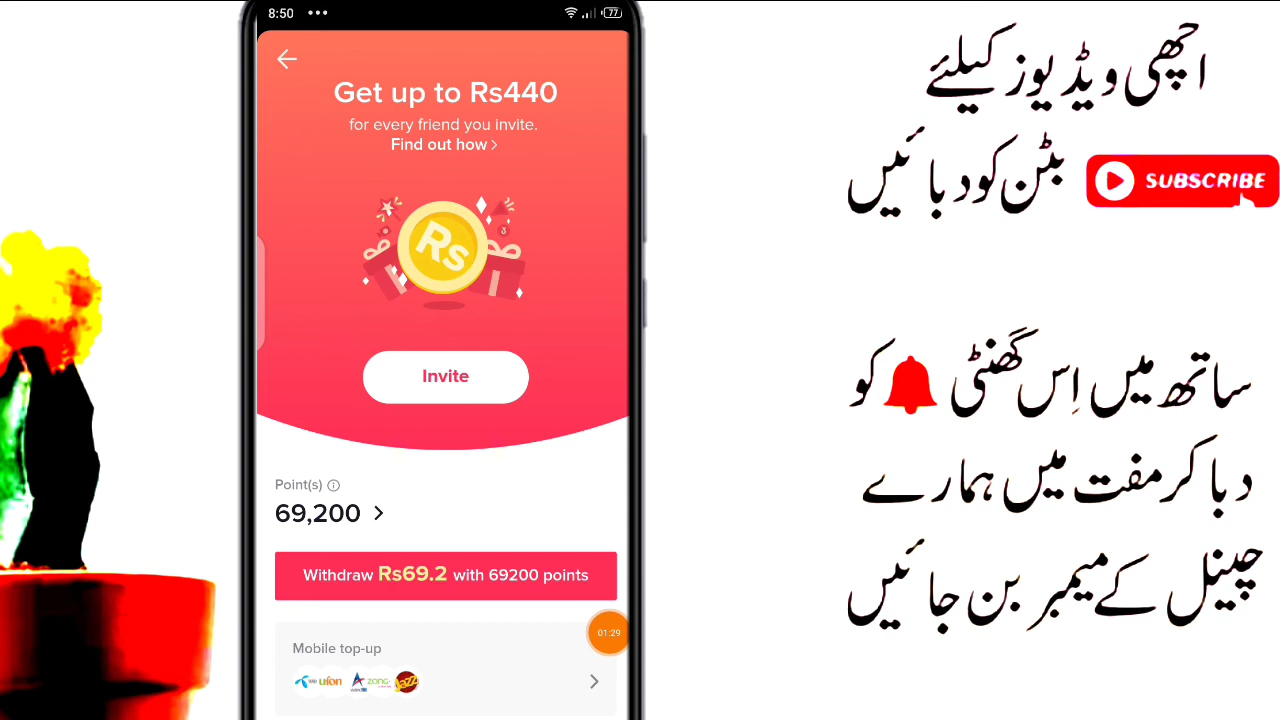 8:50
77
Get up to Rs440
for every friend you invite.
Find out how
Rs
Invite
Point(s)
69,200
Withdraw Rs69.2 with 69200 points
01:29
Mobile top-up
ufon zong Jazz
اچھی ویڈیوز کیلئے
بٹن کو دبائیں SUBSCRIBE
ساتھ میں اِس گھنٹی کو
دبا کر مفت میں ہمارے
چینل کے میمبر بن جائیں